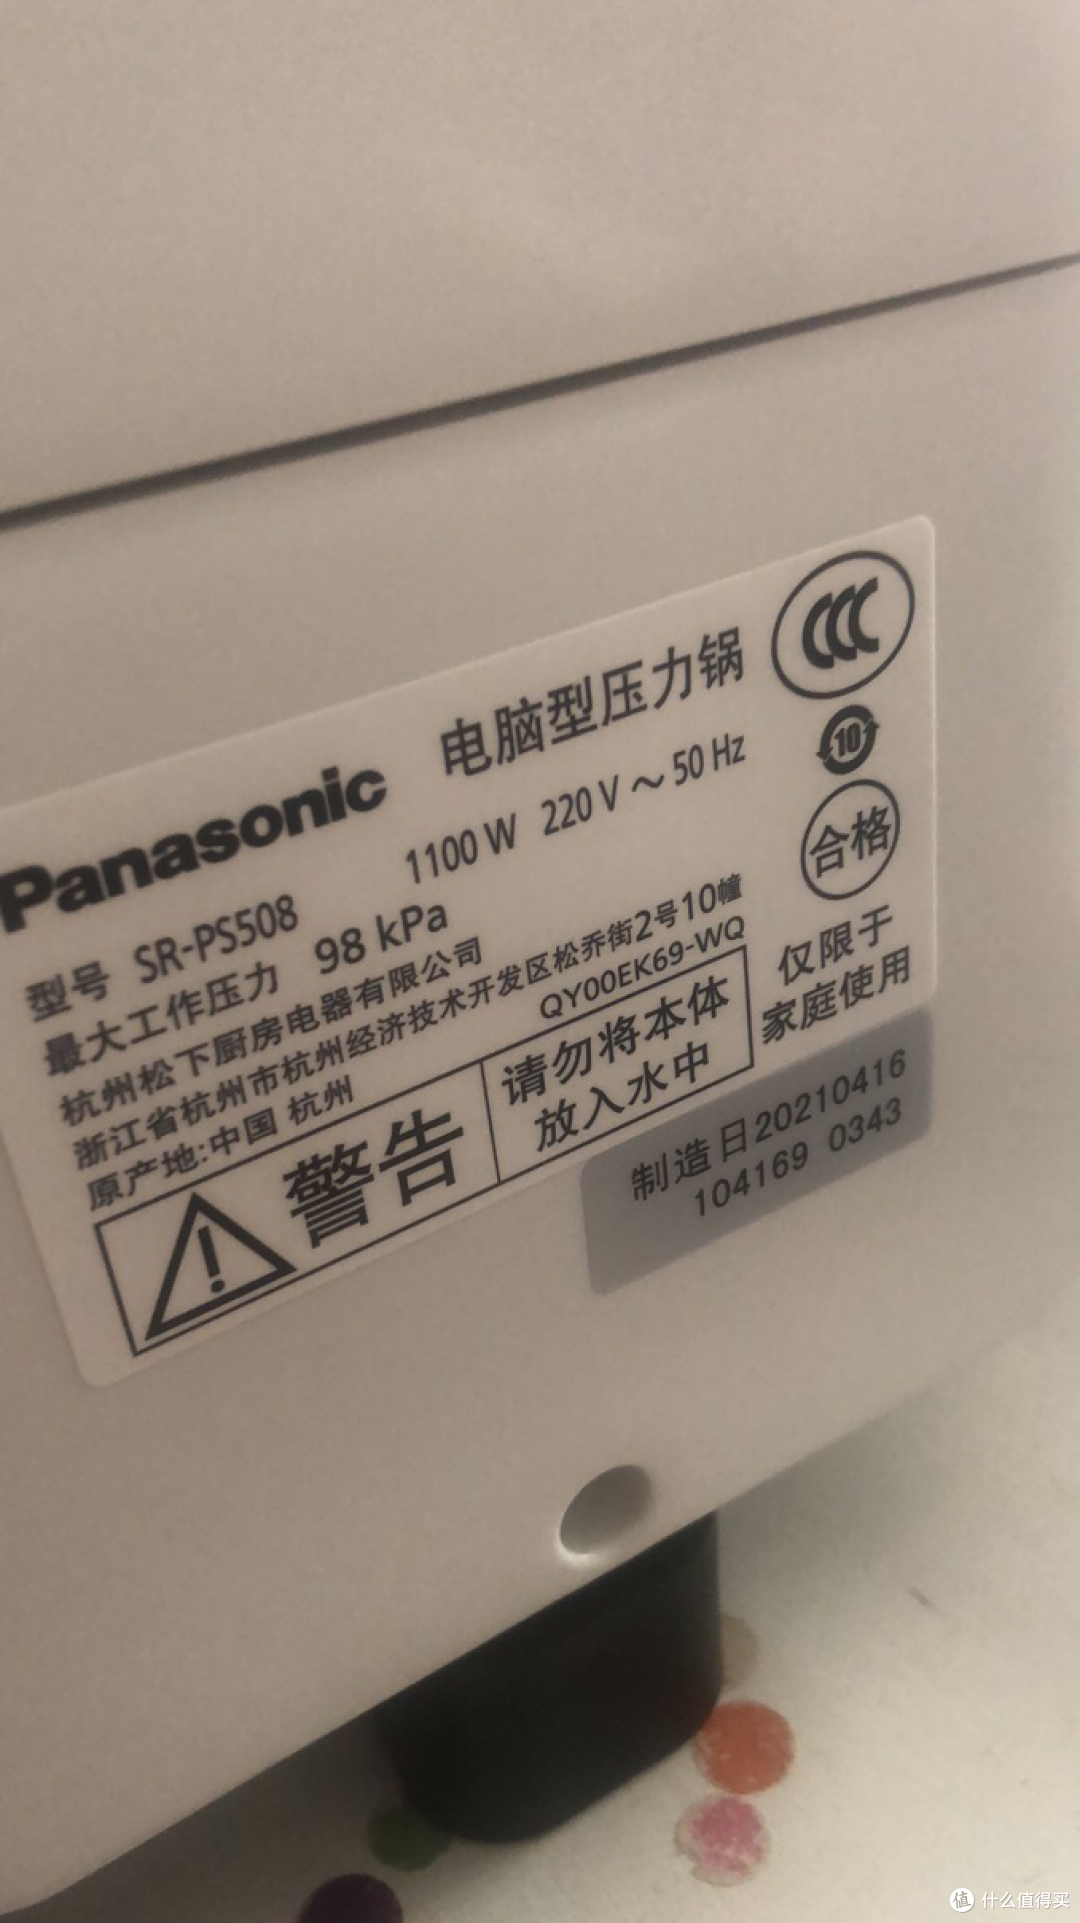 Panasonic 电脑型压力锅
CCC
型号 SR-PS508 1100 W 220 V ~ 50 Hz
10
最大工作压力 98 kPa
合格
杭州松下厨房电器有限公司
浙江省杭州市杭州经济技术开发区松乔街2号10幢
原产地:中国 杭州
QY00EK69-WQ
仅限于
家庭使用
警告
请勿将本体
放入水中
制造日20210416
104169 0343
值 什么值得买